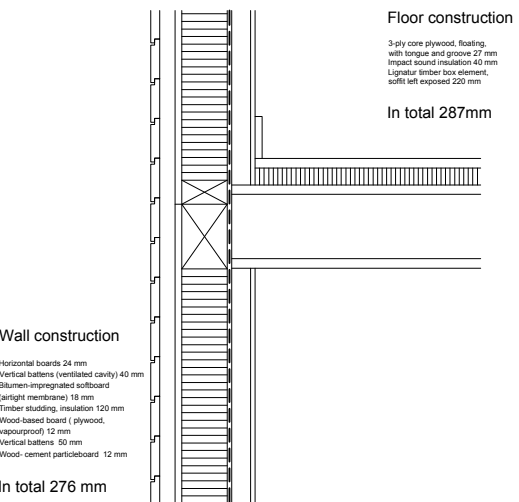 Floor construction
3-ply core plywood, floating,
with tongue and groove 27 mm
Impact sound insulation 40 mm
Lignatur timber box element,
soffit left exposed 220 mm
In total 287mm
Wall construction
Horizontal boards 24 mm
Vertical battens (ventilated cavity) 40 mm
Bitumen-impregnated softboard
(airtight membrane) 18 mm
Timber studding, insulation 120 mm
Wood-based board ( plywood,
vapourproof) 12 mm
Vertical battens 50 mm
Wood- cement particleboard 12 mm
In total 276 mm